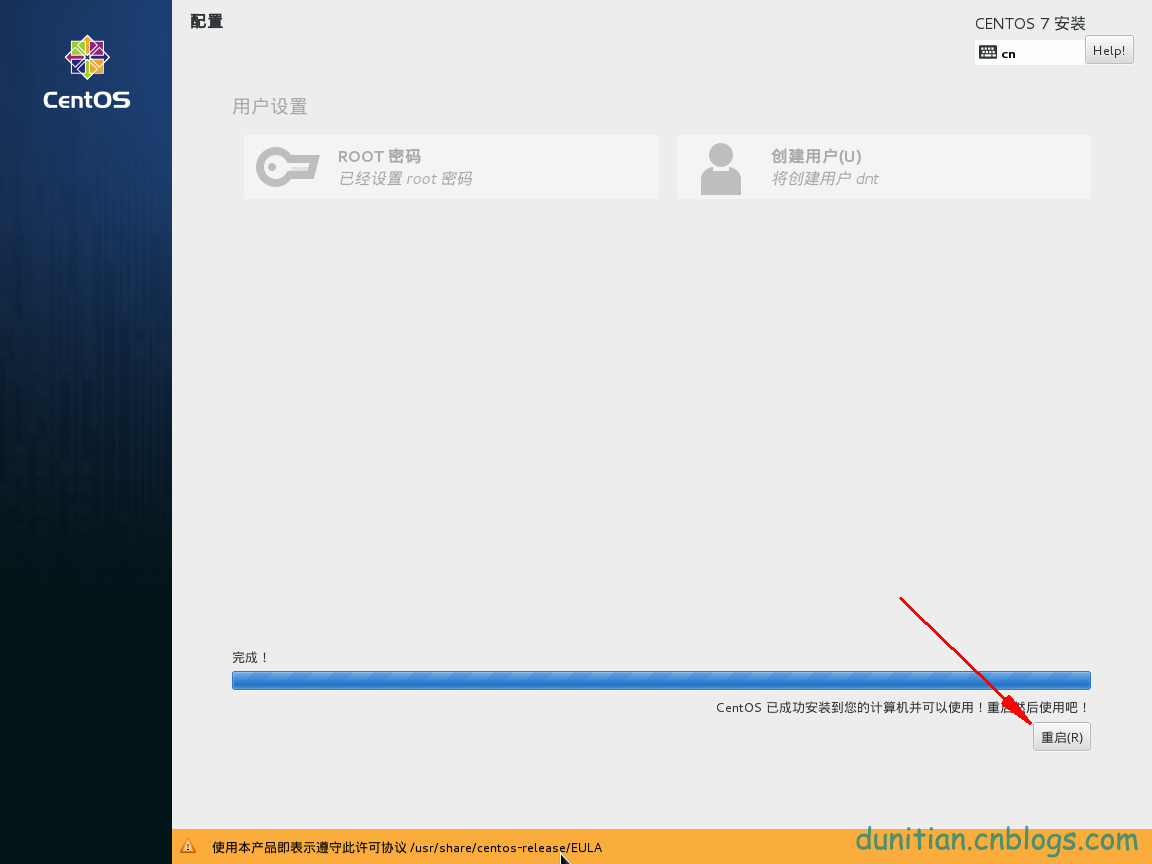 配置
CENTOS 7 安装
cn
Help!
CentOS
用户设置
ROOT 密码
已经设置 root 密码
创建用户(U)
将创建用户 dnt
完成！
CentOS 已成功安装到您的计算机并可以使用！重启然后使用吧！
重启(R)
使用本产品即表示遵守此许可协议 /usr/share/centos-release/EULA
dunitian.cnblogs.com